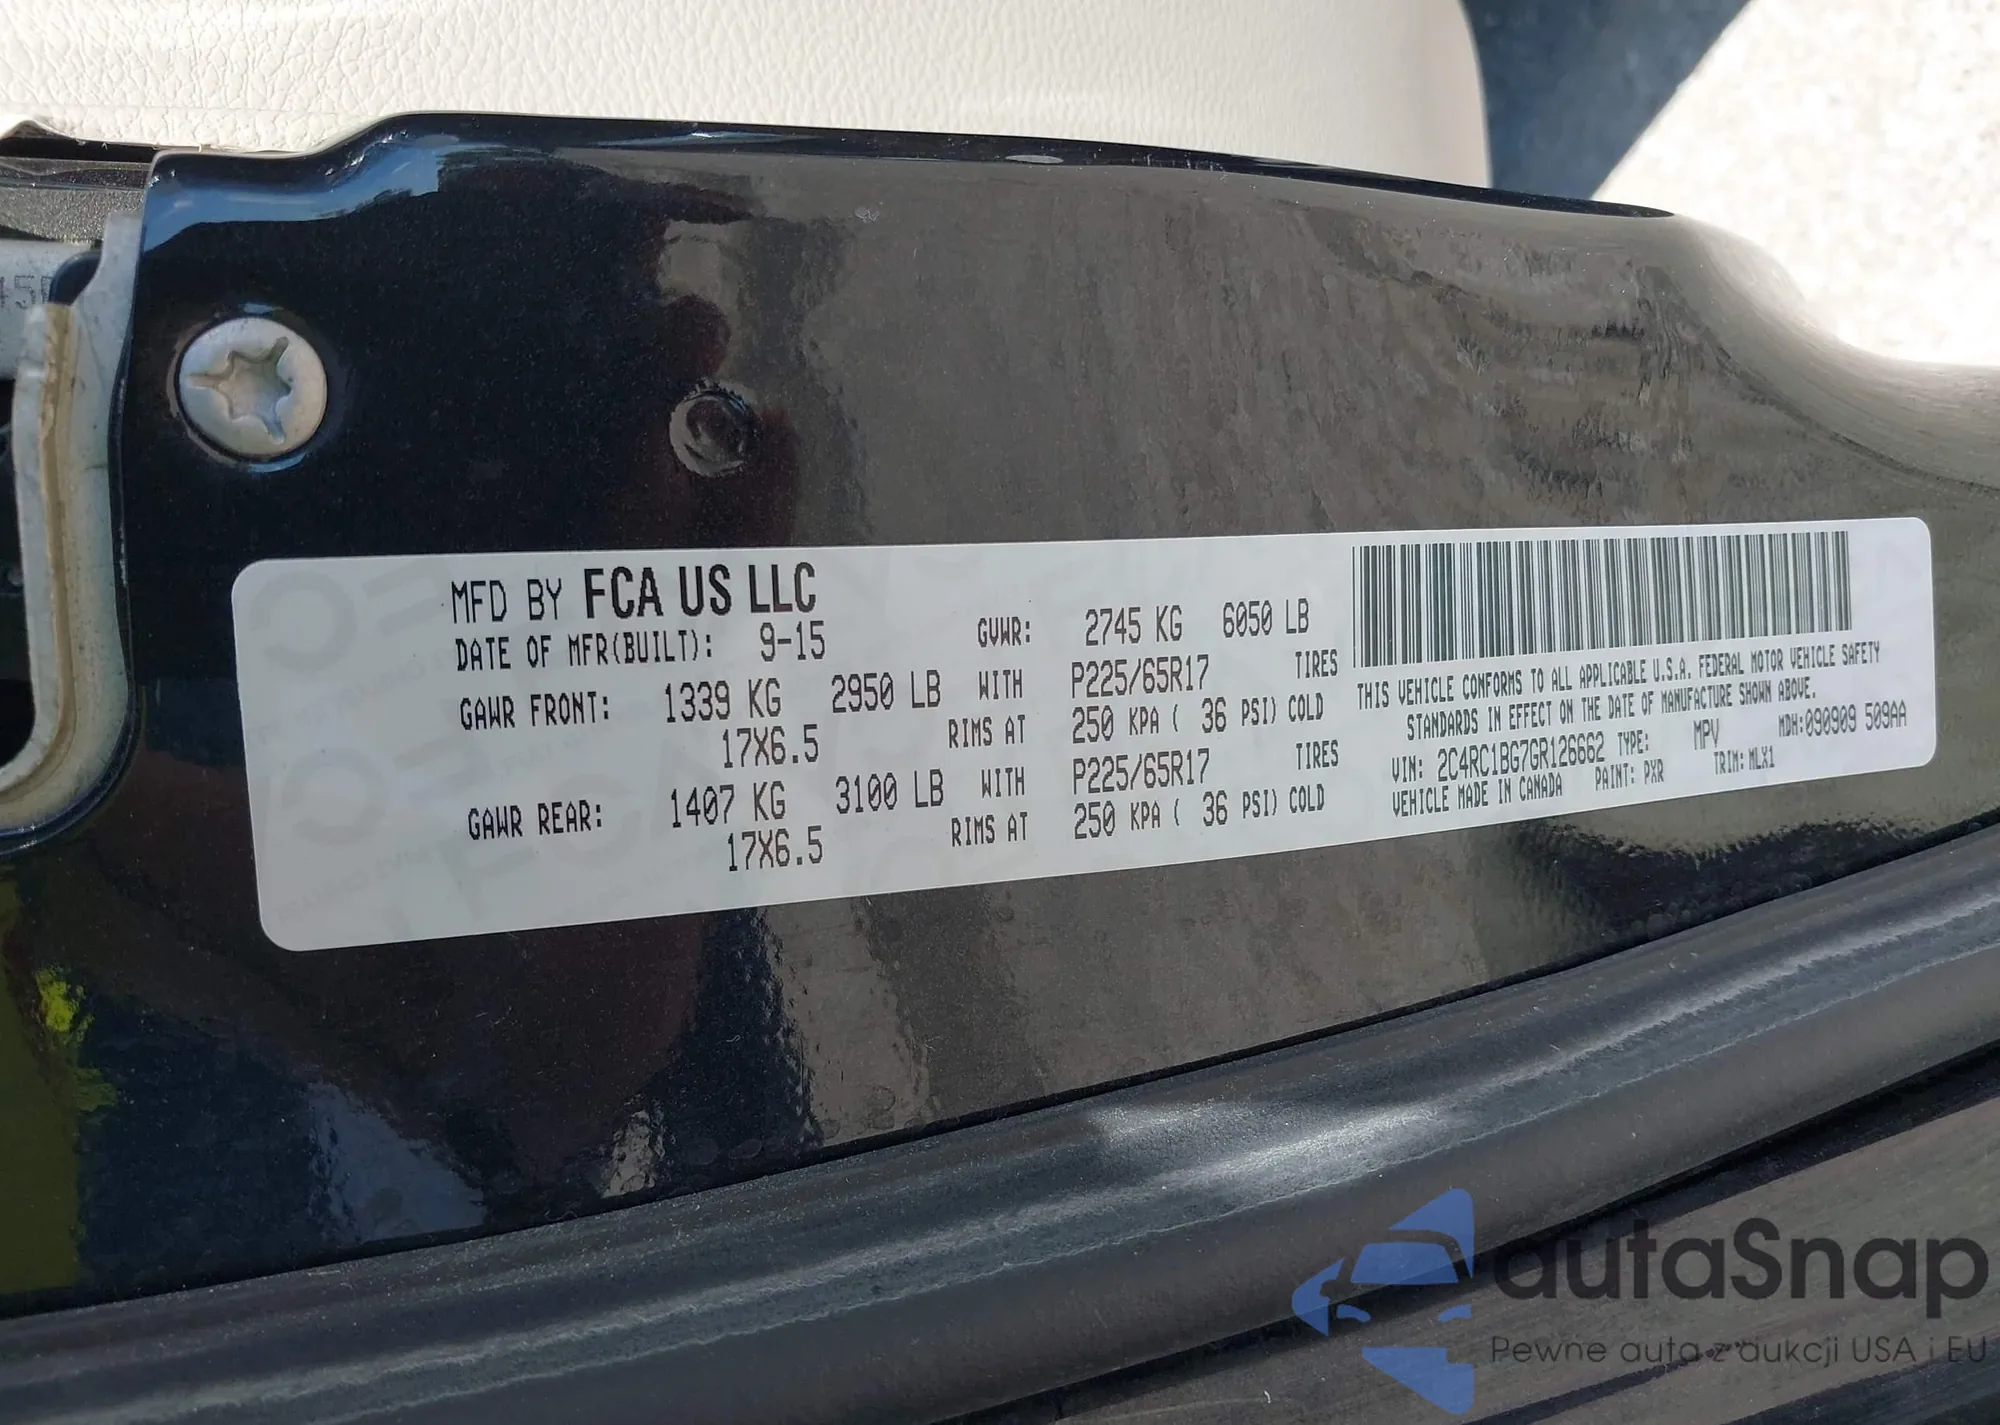 MFD BY FCA US LLC
DATE OF MFR(BUILT): 9-15 GVWR: 2745 KG 6050 LB
GAWR FRONT: 1339 KG 2950 LB WITH P225/65R17 TIRES
17X6.5 RIMS AT 250 KPA ( 36 PSI) COLD
GAWR REAR: 1407 KG 3100 LB WITH P225/65R17 TIRES
17X6.5 RIMS AT 250 KPA ( 36 PSI) COLD
THIS VEHICLE CONFORMS TO ALL APPLICABLE U.S.A. FEDERAL MOTOR VEHICLE SAFETY
STANDARDS IN EFFECT ON THE DATE OF MANUFACTURE SHOWN ABOVE.
VIN: 2C4RC1BG7GR126662 TYPE: MPV MDH:090909 509AA
VEHICLE MADE IN CANADA PAINT: PXR TRIM: MLX1
autaSnap
Pewne auta z aukcji USA i EU